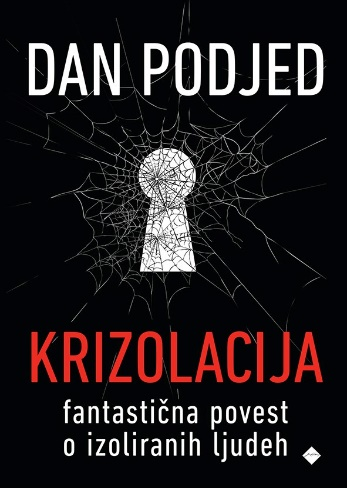 DAN PODJED
KRIZOLACIJA
fantastična povest
o izoliranih ljudeh